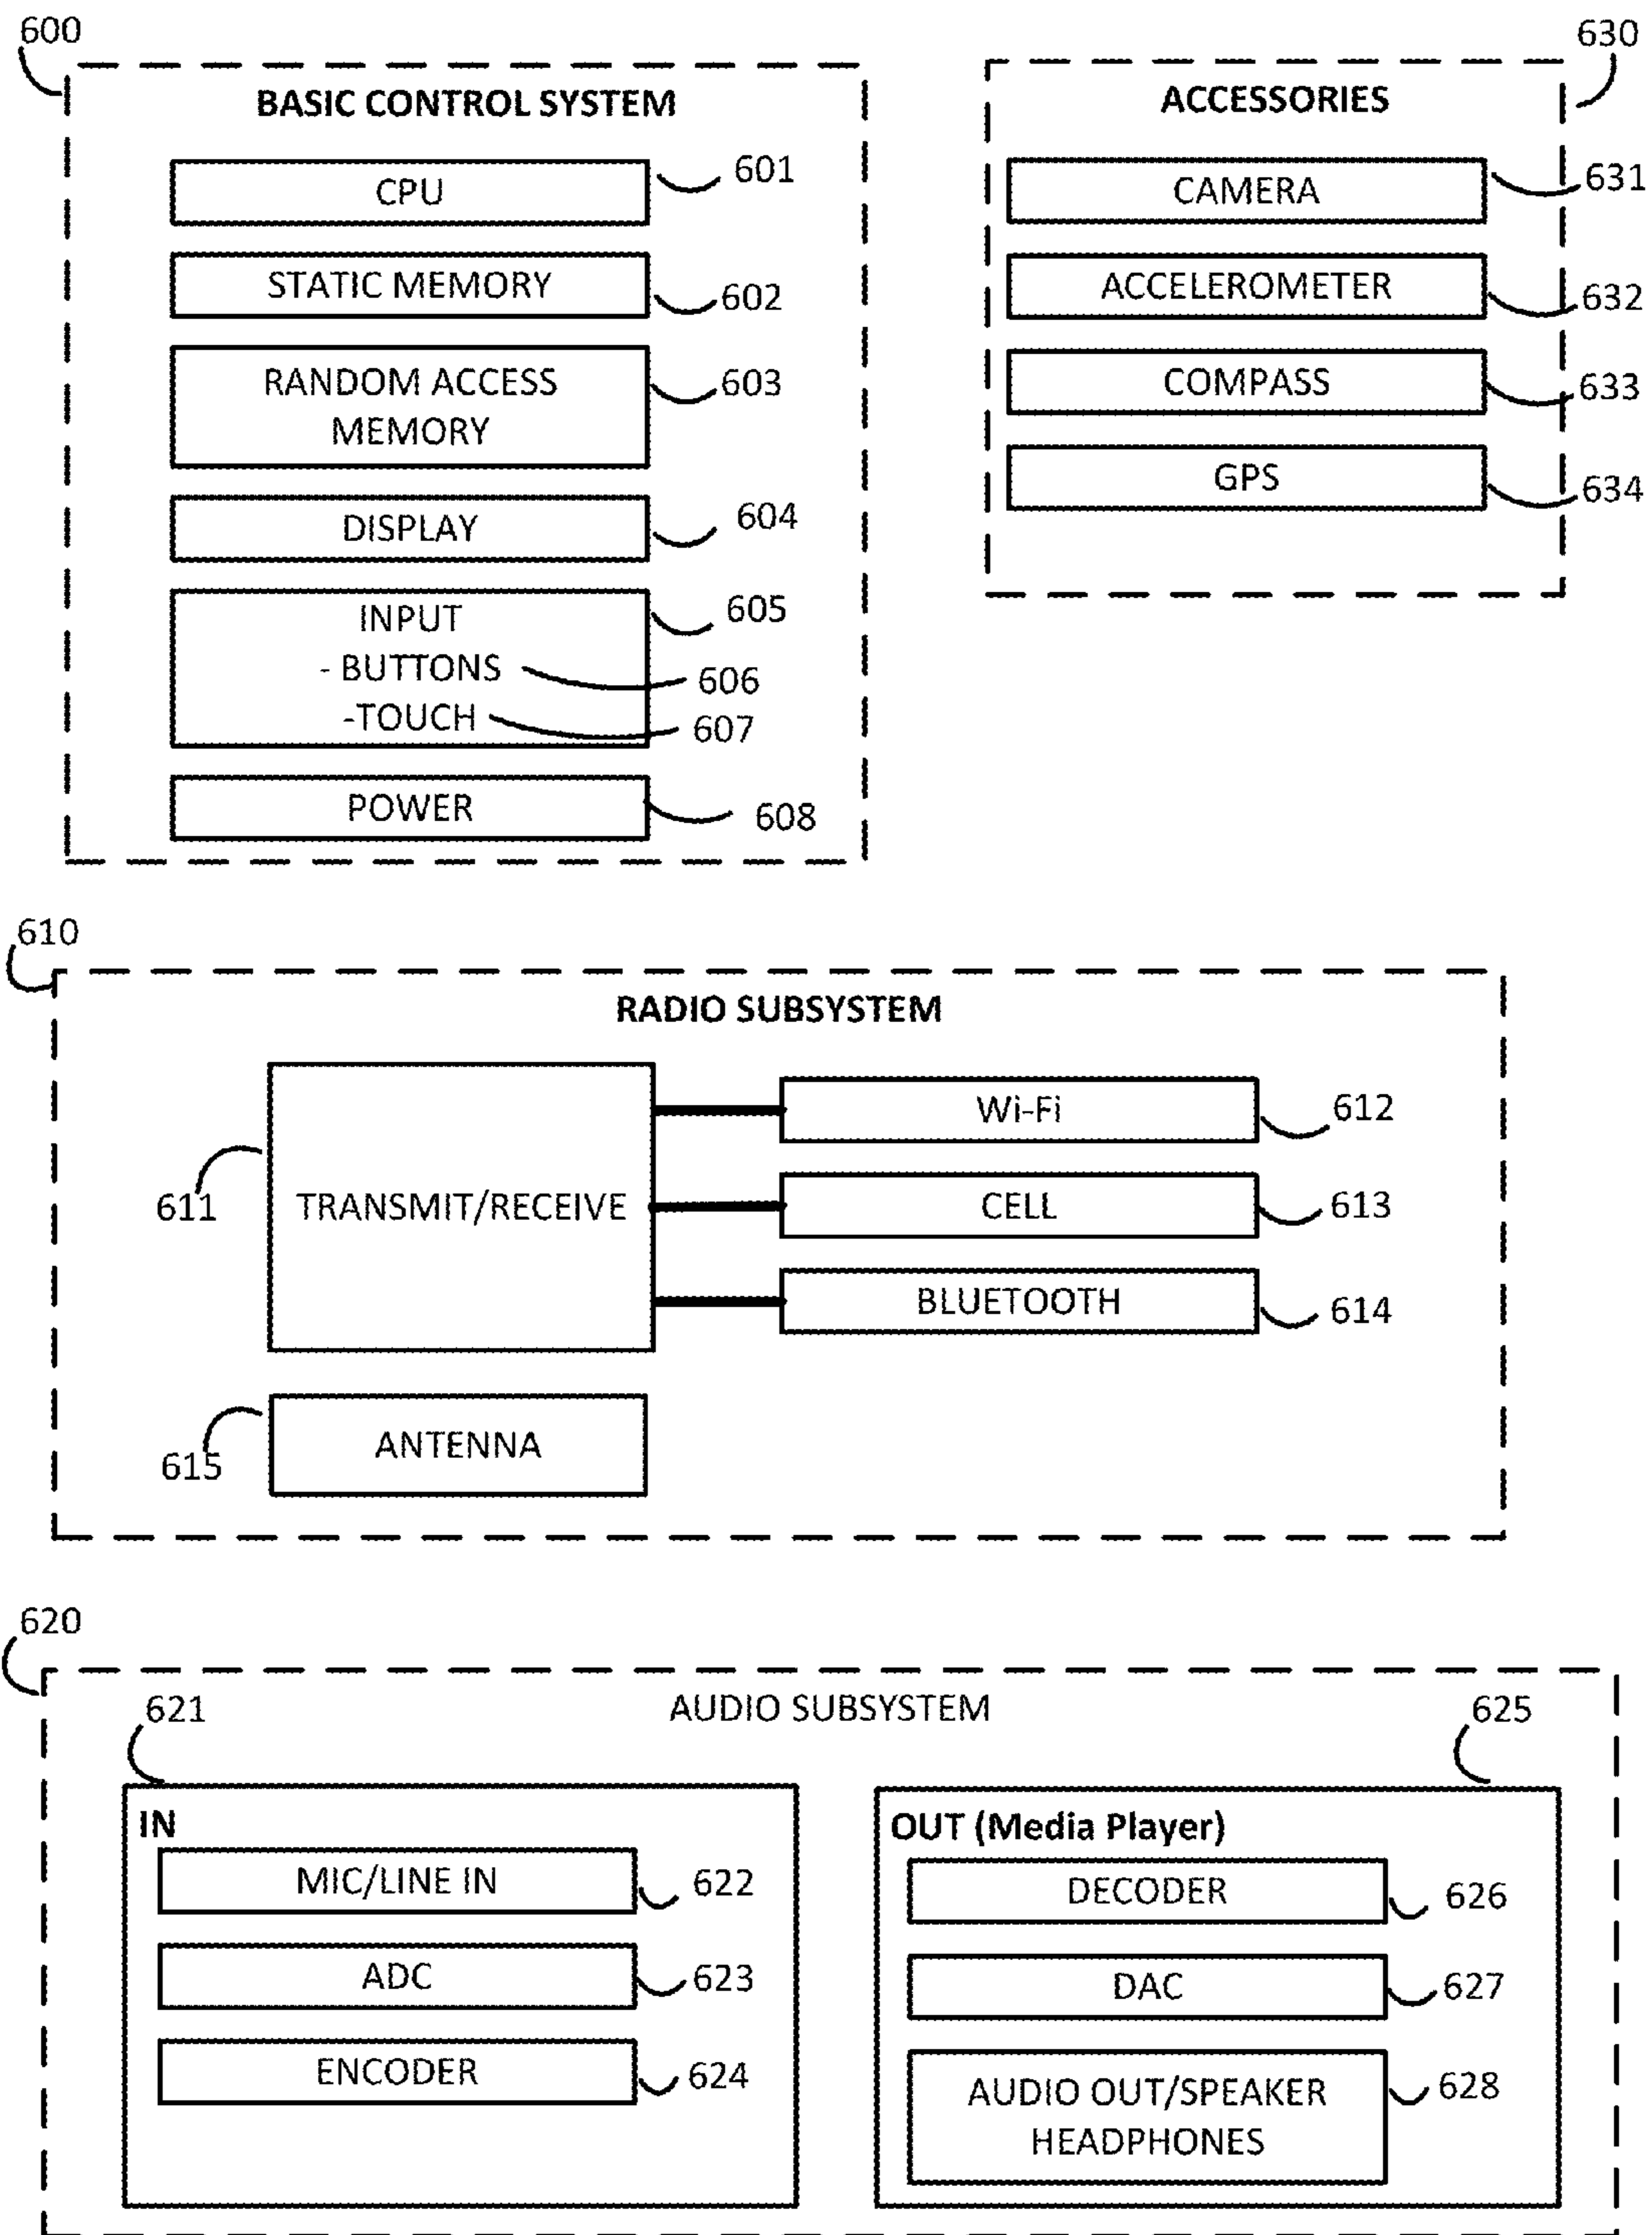 600
BASIC CONTROL SYSTEM
CPU
601
STATIC MEMORY
602
RANDOM ACCESS
MEMORY
603
DISPLAY
604
INPUT
605
- BUTTONS
606
-TOUCH
607
POWER
608
630
ACCESSORIES
CAMERA
631
ACCELEROMETER
632
COMPASS
633
GPS
634
610
RADIO SUBSYSTEM
611
TRANSMIT/RECEIVE
Wi-Fi
612
CELL
613
BLUETOOTH
614
615
ANTENNA
620
AUDIO SUBSYSTEM
621
IN
MIC/LINE IN
622
ADC
623
ENCODER
624
625
OUT (Media Player)
DECODER
626
DAC
627
AUDIO OUT/SPEAKER
HEADPHONES
628